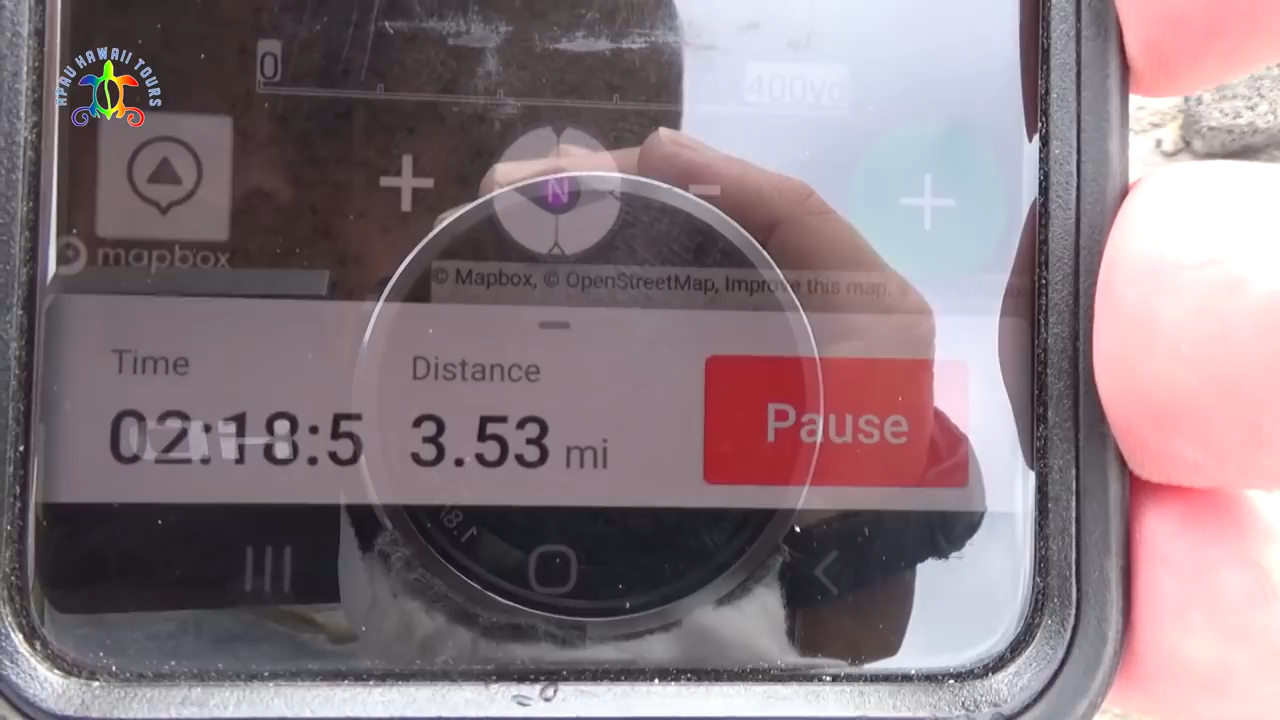 APAU HAWAII TOURS
0
400yd
N
mapbox
© Mapbox, © OpenStreetMap, Improve this map,
Time
Distance
02:18:5
3.53 mi
Pause